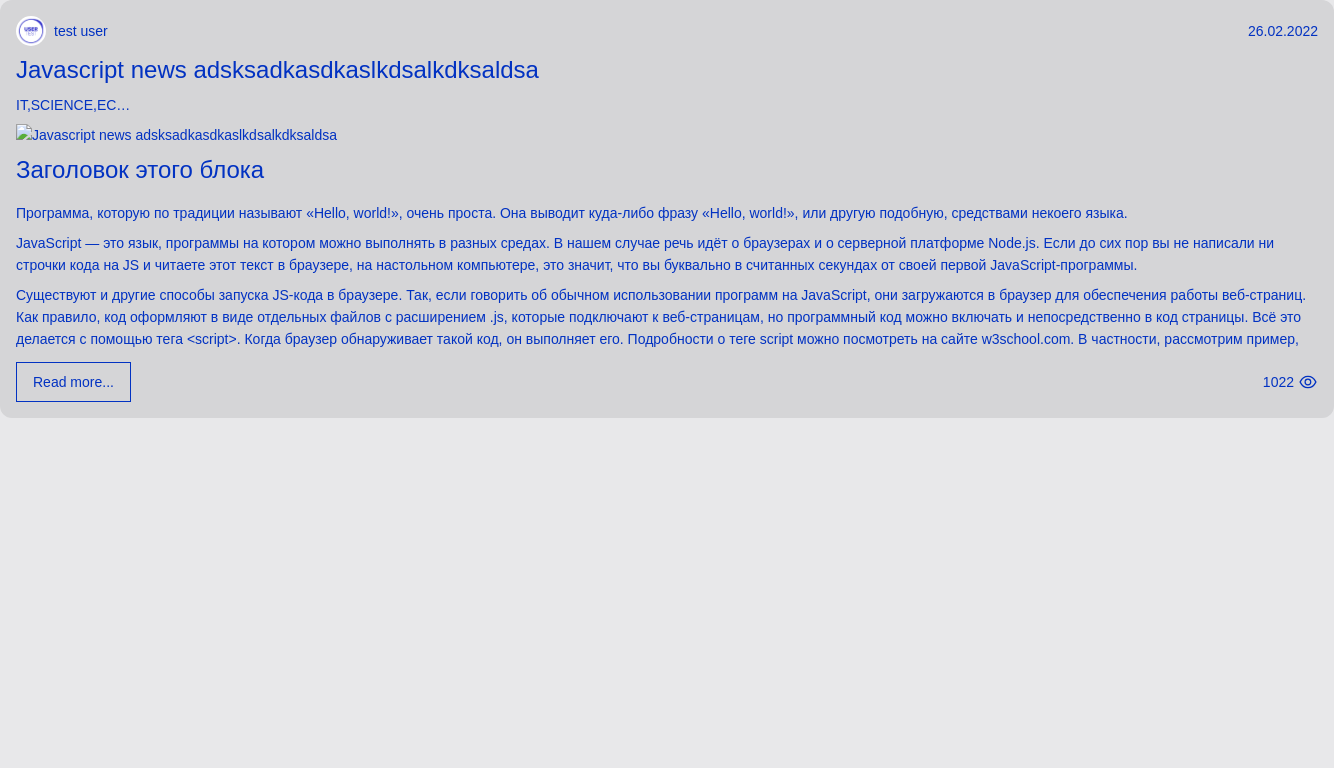 USER
test user
26.02.2022
Javascript news adsksadkasdkaslkdsalkdksaldsa
IT,SCIENCE,EC…
Javascript news adsksadkasdkaslkdsalkdksaldsa
Заголовок этого блока
Программа, которую по традиции называют «Hello, world!», очень проста. Она выводит куда-либо фразу «Hello, world!», или другую подобную, средствами некоего языка.
JavaScript — это язык, программы на котором можно выполнять в разных средах. В нашем случае речь идёт о браузерах и о серверной платформе Node.js. Если до сих пор вы не написали ни
строчки кода на JS и читаете этот текст в браузере, на настольном компьютере, это значит, что вы буквально в считанных секундах от своей первой JavaScript-программы.
Существуют и другие способы запуска JS-кода в браузере. Так, если говорить об обычном использовании программ на JavaScript, они загружаются в браузер для обеспечения работы веб-страниц.
Как правило, код оформляют в виде отдельных файлов с расширением .js, которые подключают к веб-страницам, но программный код можно включать и непосредственно в код страницы. Всё это
делается с помощью тега <script>. Когда браузер обнаруживает такой код, он выполняет его. Подробности о теге script можно посмотреть на сайте w3school.com. В частности, рассмотрим пример,
Read more...
1022